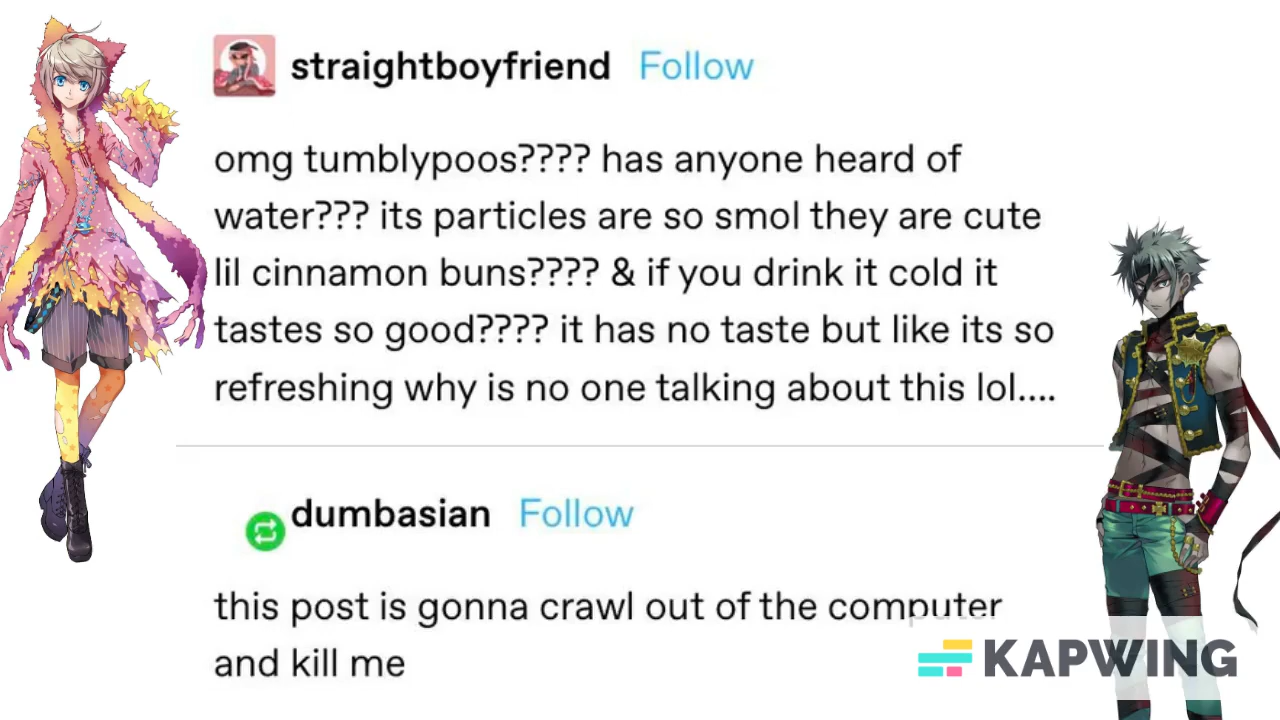 straightboyfriend Follow
omg tumblypoos???? has anyone heard of
water??? its particles are so smol they are cute
lil cinnamon buns???? & if you drink it cold it
tastes so good???? it has no taste but like its so
refreshing why is no one talking about this lol....
dumbasian Follow
this post is gonna crawl out of the computer
and kill me
KAPWING